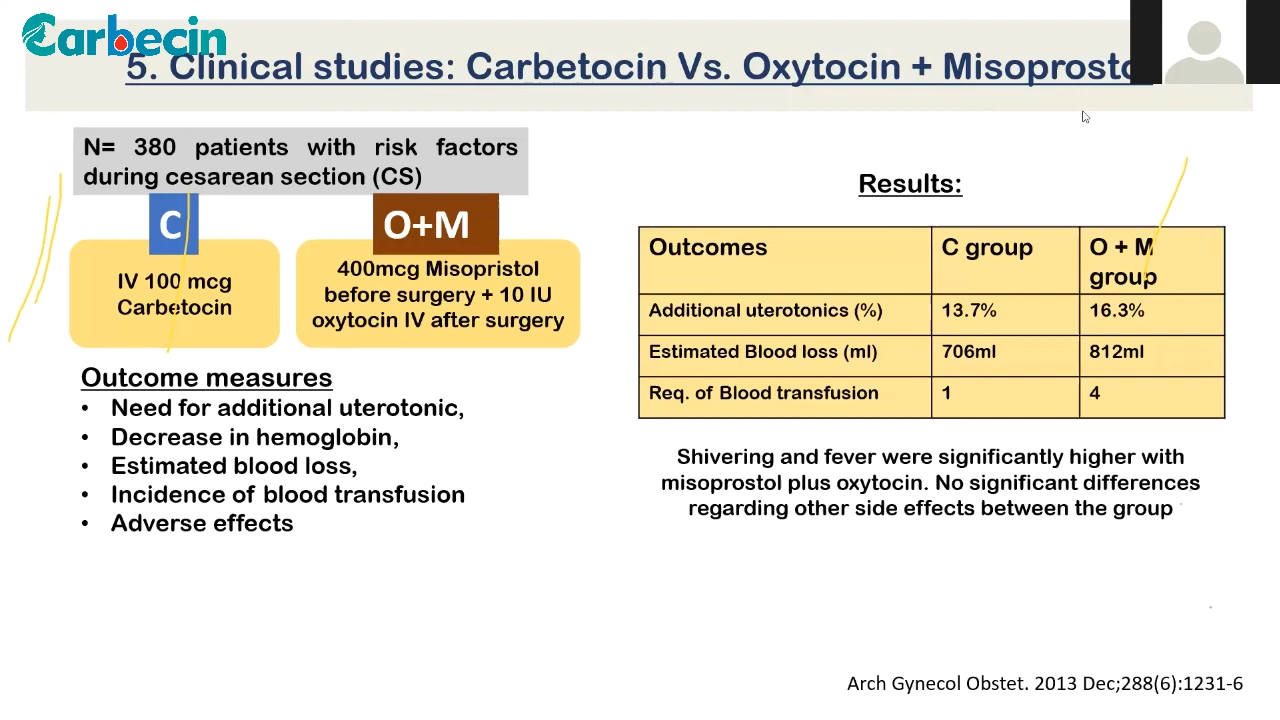 Carbecin
5. Clinical studies: Carbetocin Vs. Oxytocin + Misoprosto
N= 380 patients with risk factors
during cesarean section (CS)
C
O+M
IV 100 mcg
Carbetocin
400mcg Misopristol
before surgery + 10 IU
oxytocin IV after surgery
Outcome measures
• Need for additional uterotonic,
• Decrease in hemoglobin,
• Estimated blood loss,
• Incidence of blood transfusion
• Adverse effects
Results:
Outcomes C group O + M group
Additional uterotonics (%) 13.7% 16.3%
Estimated Blood loss (ml) 706ml 812ml
Req. of Blood transfusion 1 4
Shivering and fever were significantly higher with
misoprostol plus oxytocin. No significant differences
regarding other side effects between the group
Arch Gynecol Obstet. 2013 Dec;288(6):1231-6